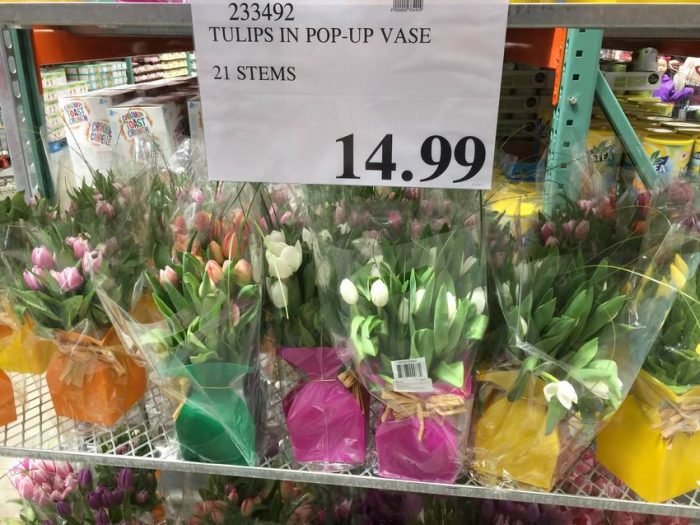 233492
TULIPS IN POP-UP VASE
21 STEMS
14.99